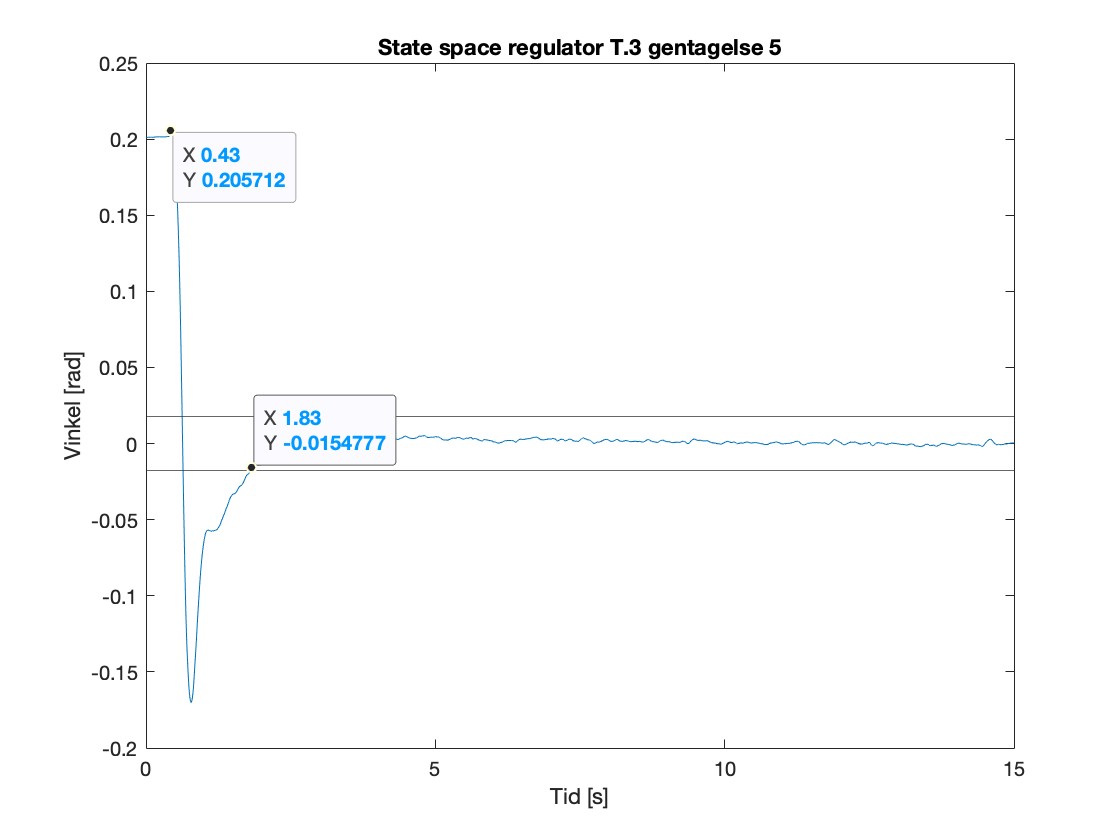 State space regulator T.3 gentagelse 5
0.25
0.2
0.15
0.1
0.05
0
-0.05
-0.1
-0.15
-0.2
Vinkel [rad]
X 0.43
Y 0.205712
X 1.83
Y -0.0154777
0 5 10 15
Tid [s]